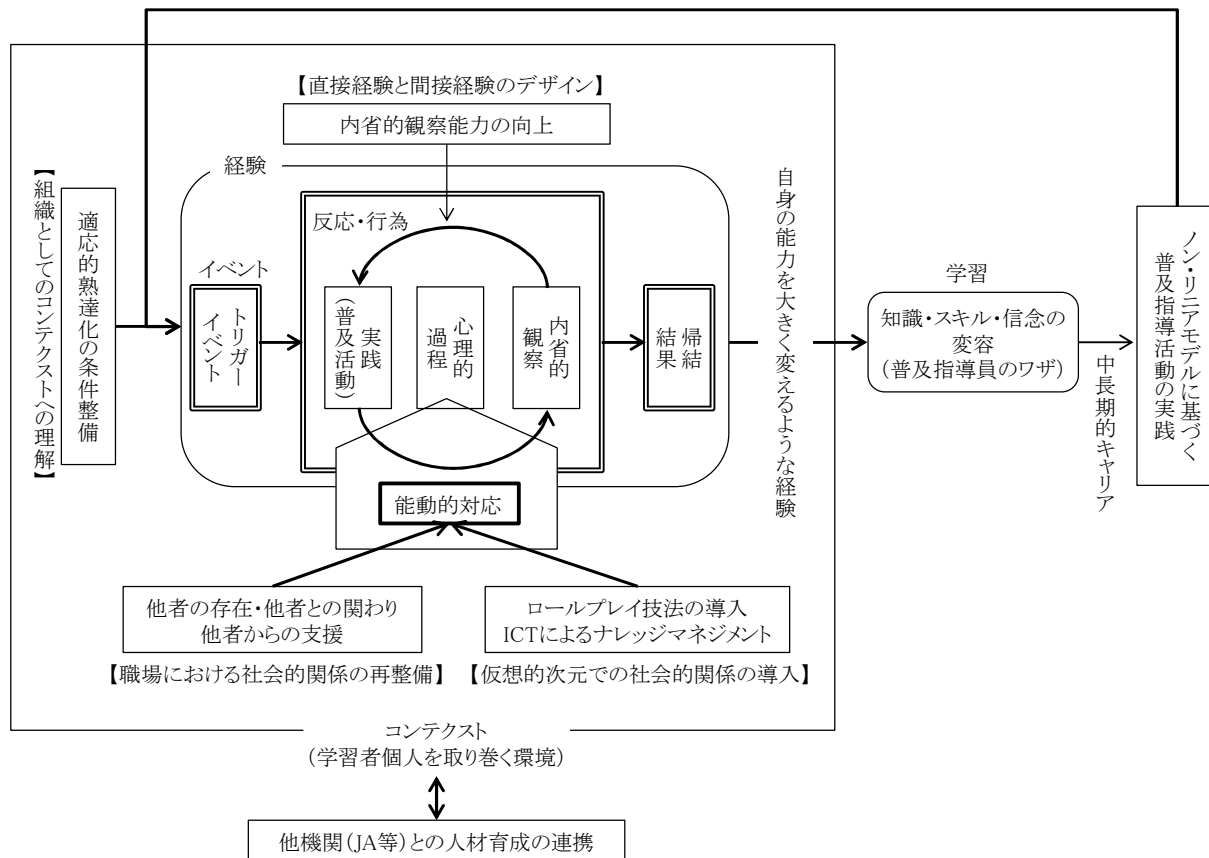 【直接経験と間接経験のデザイン】
内省的観察能力の向上
経験
【組織としてのコンテクストへの理解】
適応的熟達化の条件整備
イベント
トリガー
イベント
反応・行為
実践
(普及活動)
心理的
過程
内省的
観察
帰結
結果
自身の能力を大きく変えるような経験
学習
知識・スキル・信念の
変容
(普及指導員のワザ)
中長期的キャリア
ノン・リニアモデルに基づく
普及指導活動の実践
能動的対応
他者の存在・他者との関わり
他者からの支援
【職場における社会的関係の再整備】
ロールプレイ技法の導入
ICTによるナレッジマネジメント
【仮想的次元での社会的関係の導入】
コンテクスト
(学習者個人を取り巻く環境)
他機関(JA等)との人材育成の連携